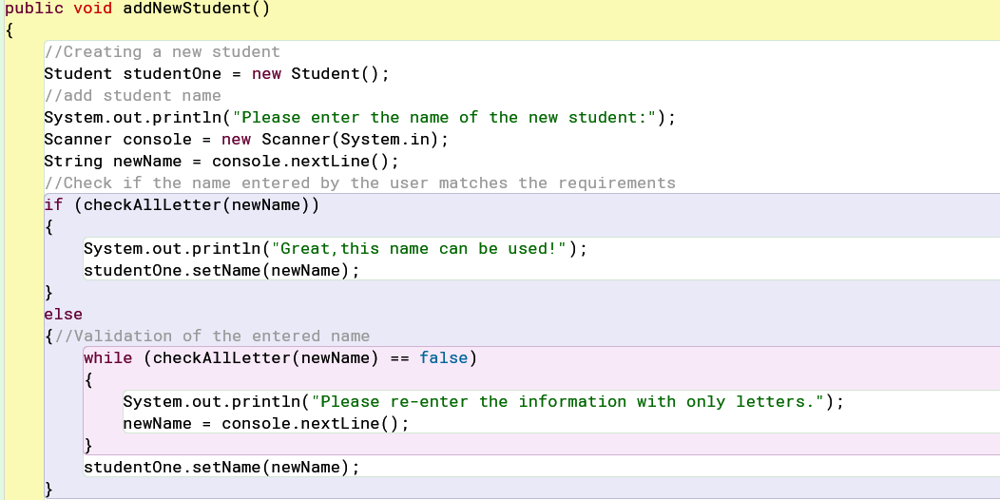 public void addNewStudent()
{
//Creating a new student
Student studentOne = new Student();
//add student name
System.out.println("Please enter the name of the new student:");
Scanner console = new Scanner(System.in);
String newName = console.nextLine();
//Check if the name entered by the user matches the requirements
if (checkAllLetter(newName))
{
System.out.println("Great,this name can be used!");
studentOne.setName(newName);
}
else
{//Validation of the entered name
while (checkAllLetter(newName) == false)
{
System.out.println("Please re-enter the information with only letters.");
newName = console.nextLine();
}
studentOne.setName(newName);
}